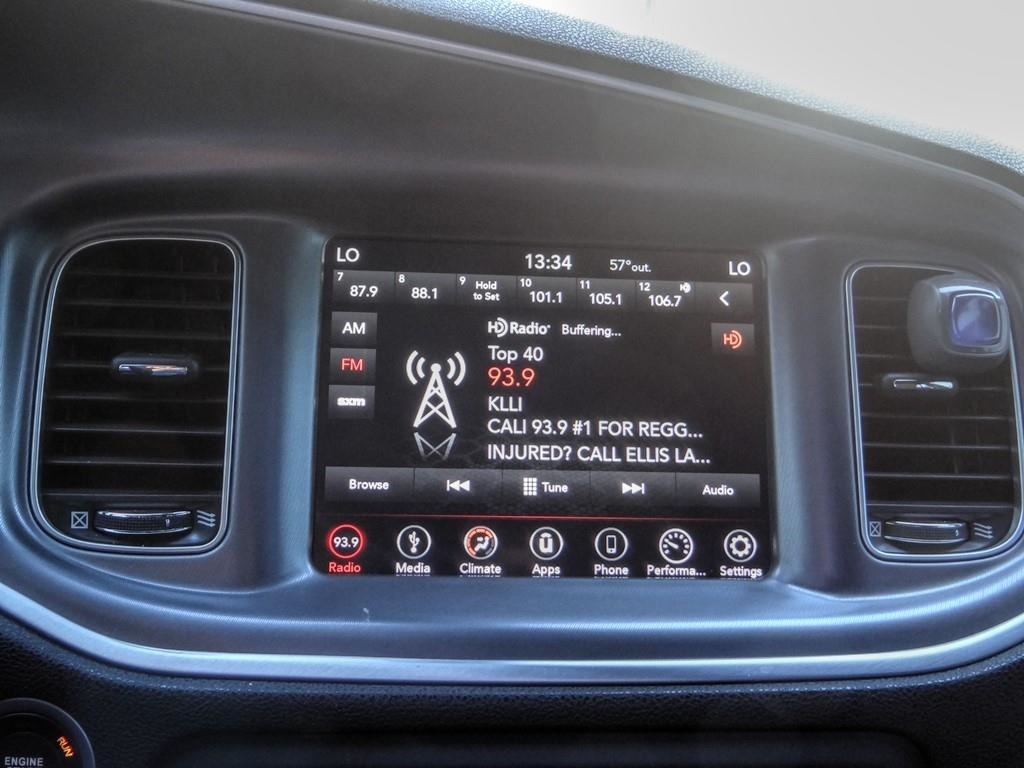 LO 13:34 57°out. LO
7 87.9 8 88.1 9 Hold to Set 10 101.1 11 105.1 12 106.7 HD
AM
FM
sxm
HD Radio Buffering...
HD
Top 40
93.9
KLLI
CALI 93.9 #1 FOR REGG...
INJURED? CALL ELLIS LA...
Browse Tune Audio
93.9
Radio Media Climate Apps Phone Performa... Settings
RUN
ENGINE